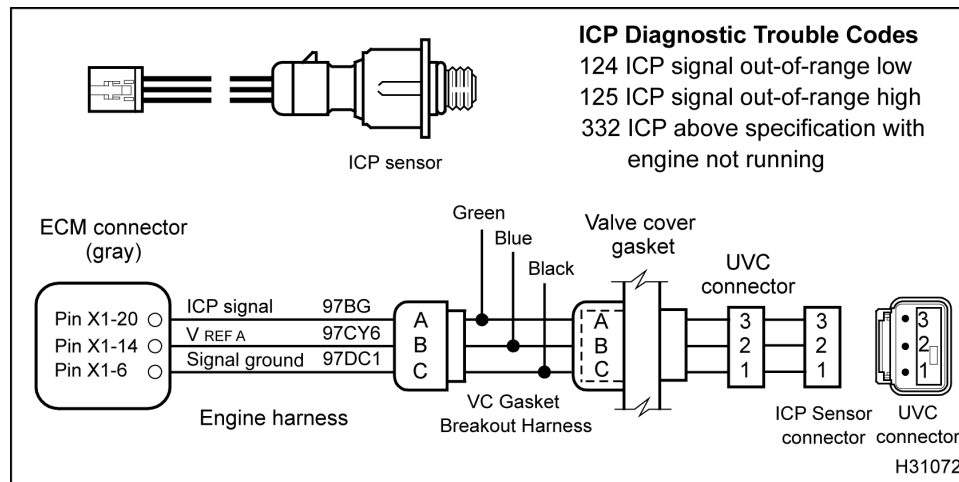 ICP Diagnostic Trouble Codes
124 ICP signal out-of-range low
125 ICP signal out-of-range high
332 ICP above specification with
engine not running
ICP sensor
ECM connector
(gray)
Green
Blue
Black
Valve cover
gasket
UVC
connector
Pin X1-20
Pin X1-14
Pin X1-6
ICP signal 97BG
V REF A 97CY6
Signal ground 97DC1
A
B
C
A
B
C
3
2
1
3
2
1
3
2
1
Engine harness
VC Gasket
Breakout Harness
ICP Sensor
connector
UVC
connector
H31072